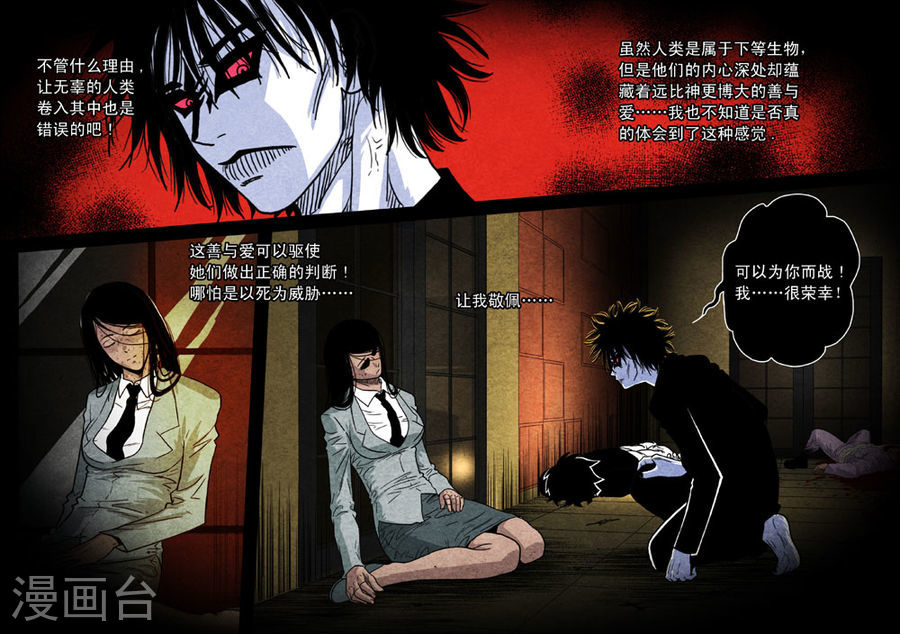 不管什么理由,
让无辜的人类
卷入其中也是
错误的吧!
虽然人类是属于下等生物,
但是他们的内心深处却蕴
藏着远比神更博大的善与
爱……我也不知道是否真
的体会到了这种感觉.
这善与爱可以驱使
她们做出正确的判断!
哪怕是以死为威胁……
让我敬佩……
可以为你而战!
我……很荣幸!
漫画台